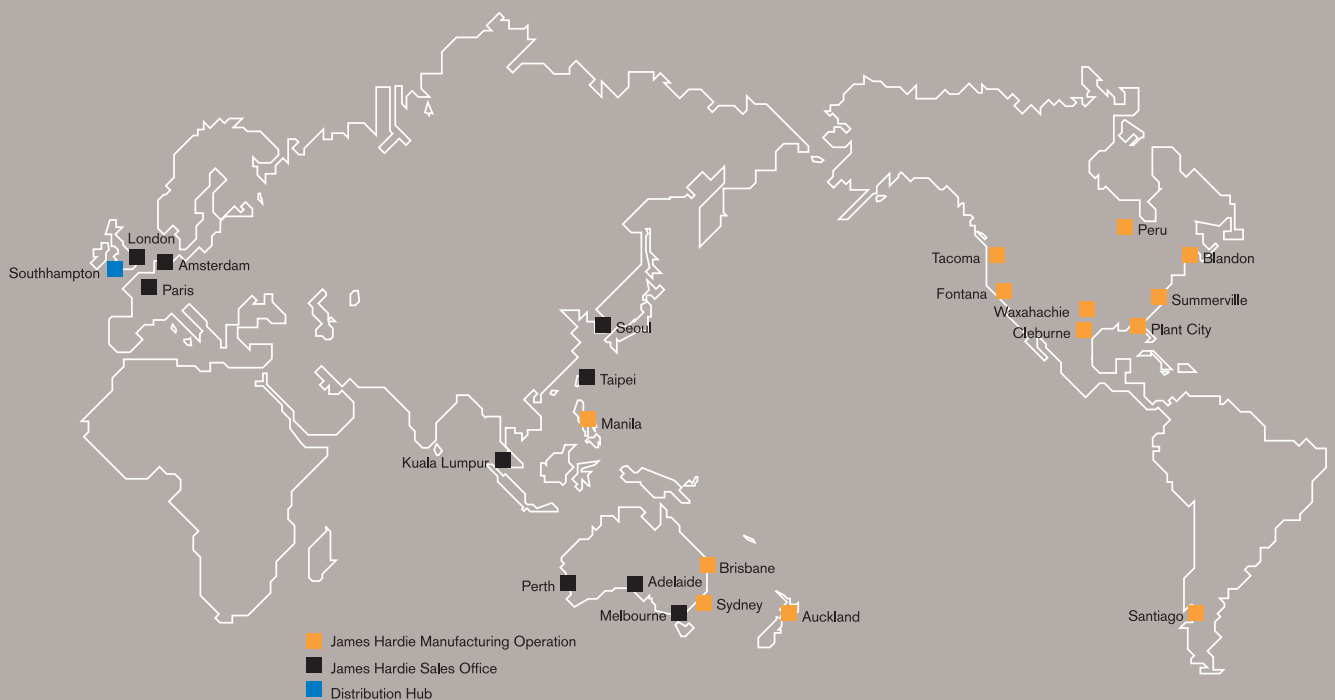 London
Southhampton
Amsterdam
Paris
Seoul
Taipei
Manila
Kuala Lumpur
Perth
Adelaide
Melbourne
Brisbane
Sydney
Auckland
Peru
Tacoma
Blandon
Fontana
Summerville
Waxahachie
Cleburne
Plant City
Santiago
James Hardie Manufacturing Operation
James Hardie Sales Office
Distribution Hub